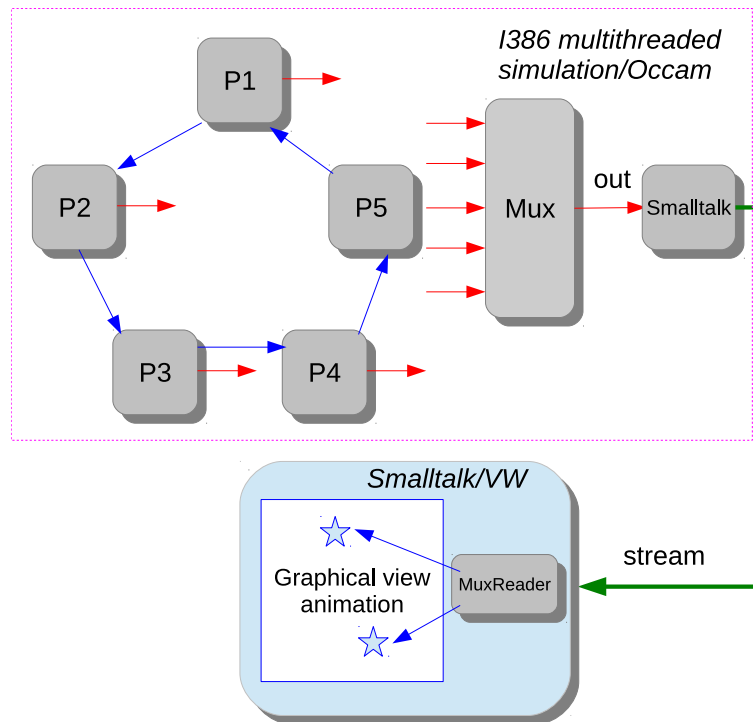 I386 multithreaded
simulation/Occam
P1
P2
P5
P3
P4
Mux
out
Smalltalk
Smalltalk/VW
Graphical view
animation
MuxReader
stream